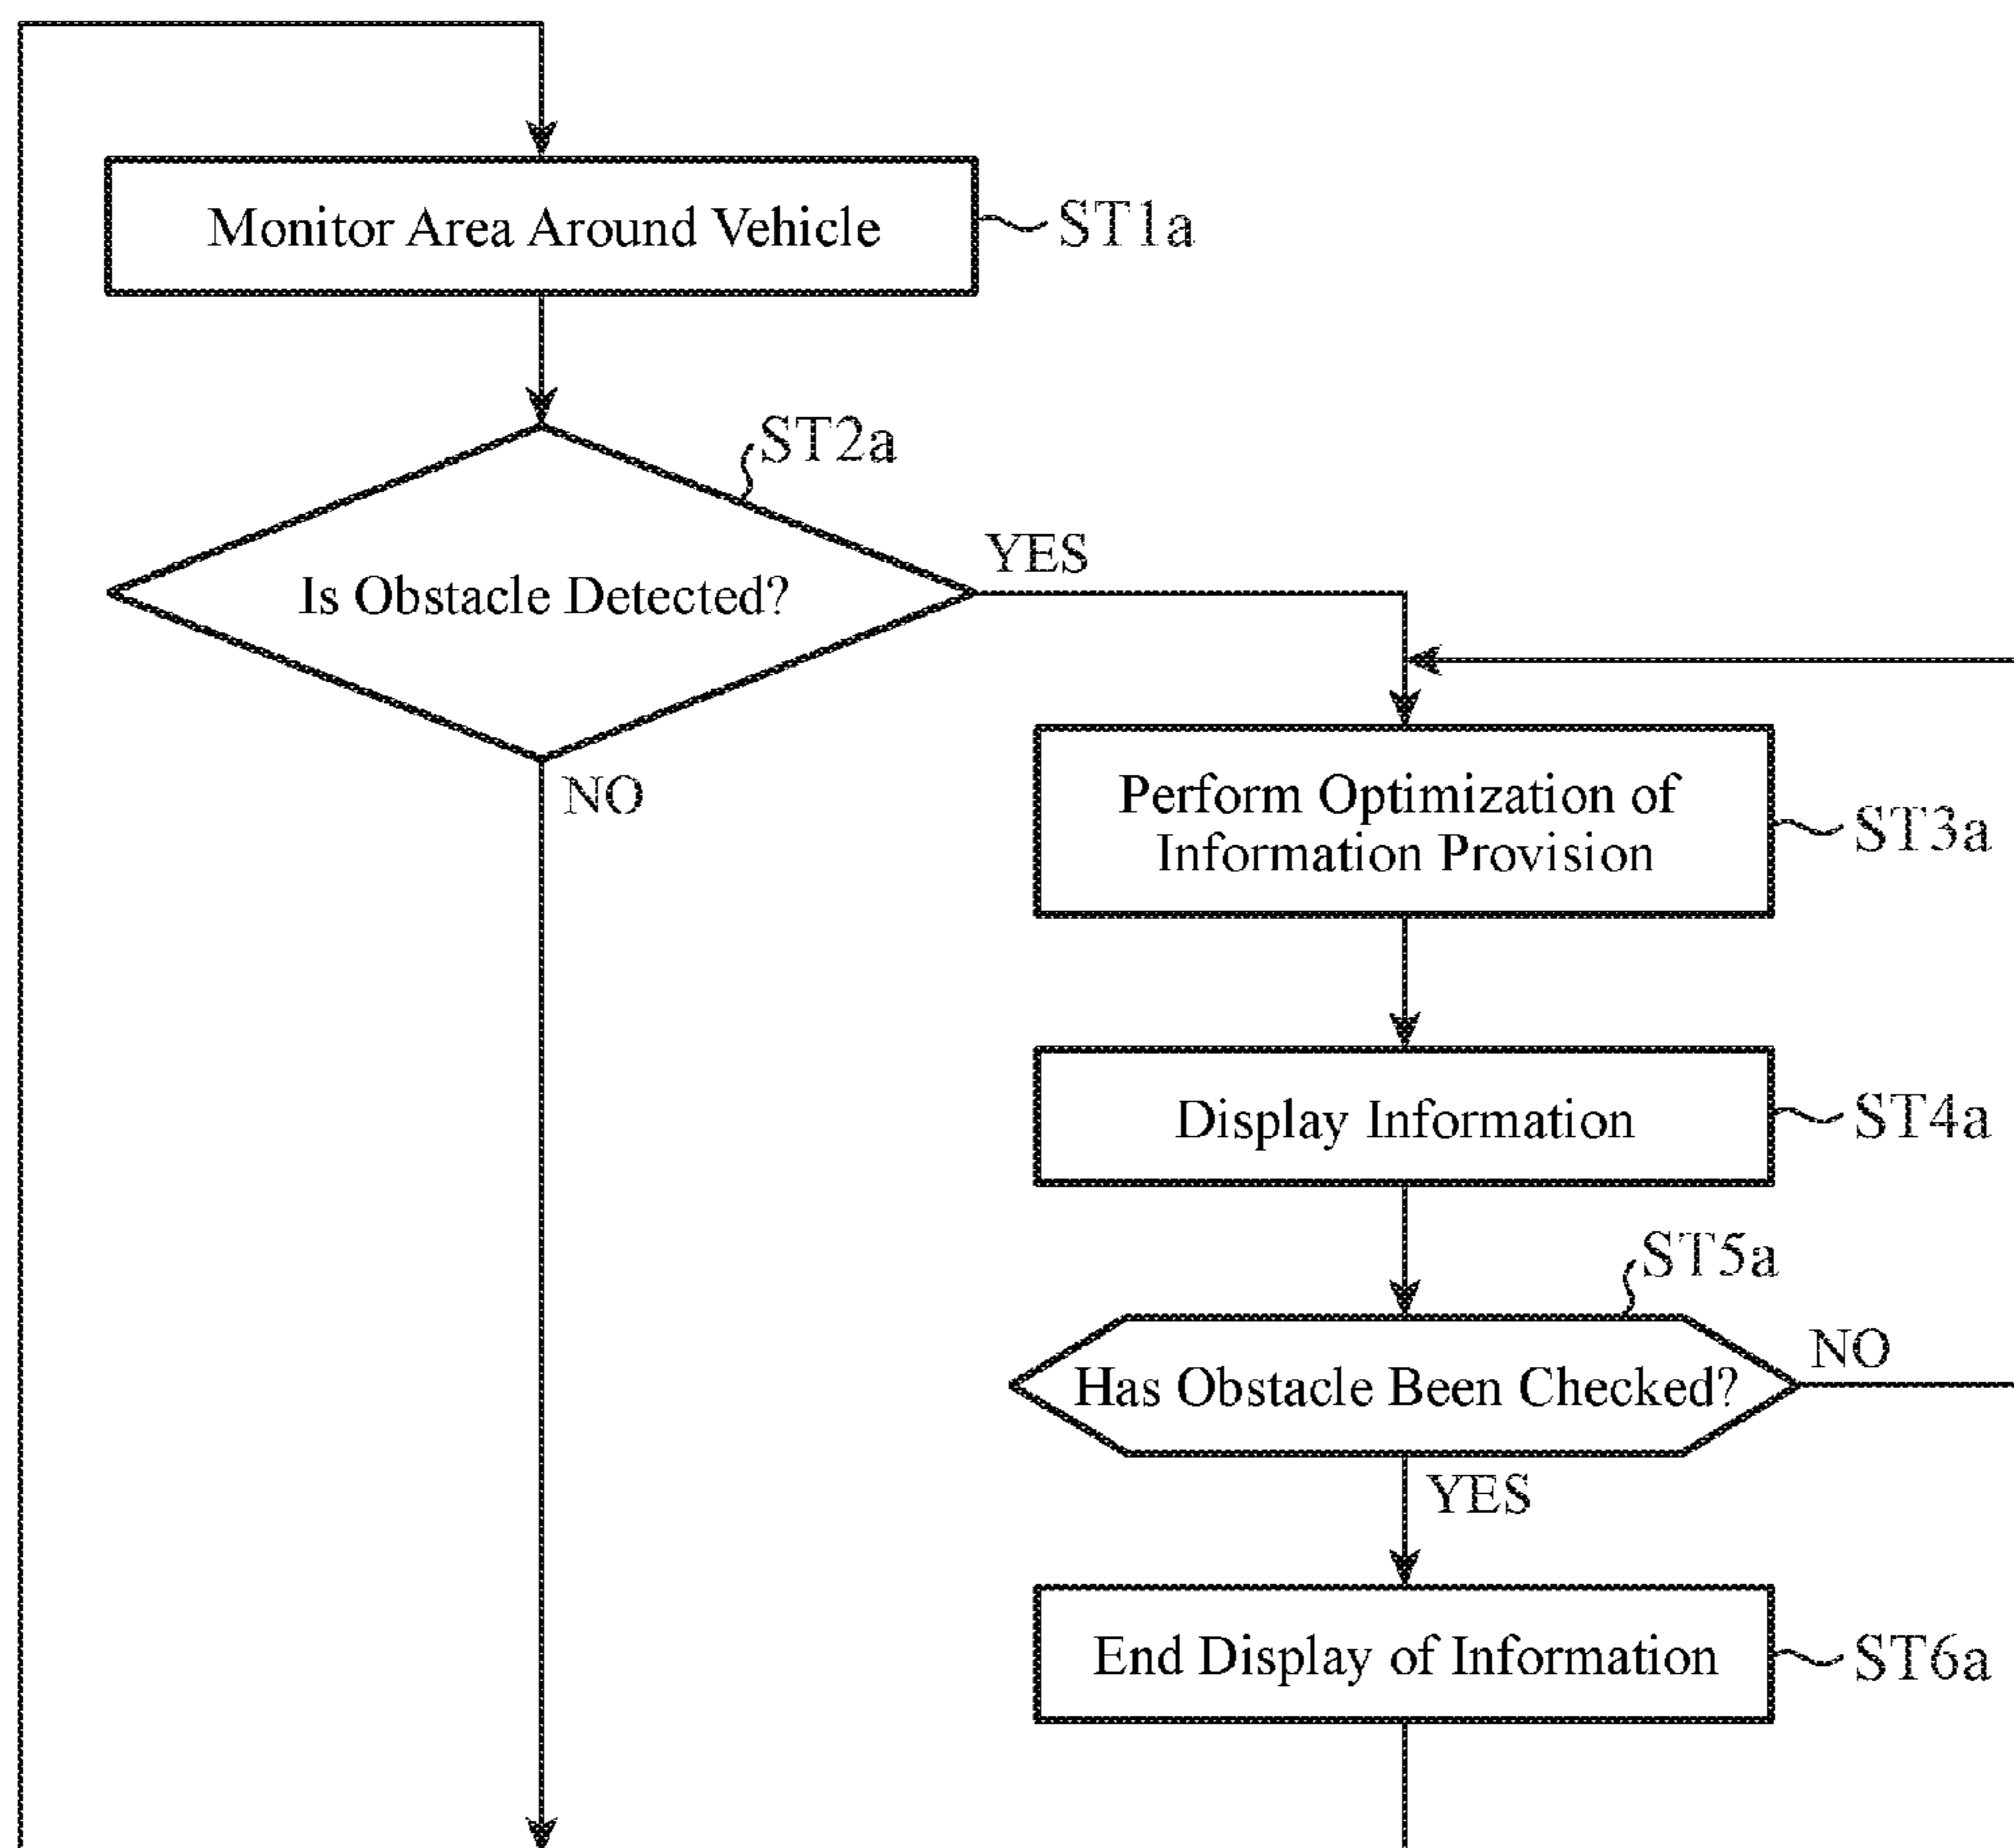 Monitor Area Around Vehicle
ST1a
ST2a
Is Obstacle Detected?
YES
NO
Perform Optimization of
Information Provision
ST3a
Display Information
ST4a
ST5a
Has Obstacle Been Checked?
NO
YES
End Display of Information
ST6a